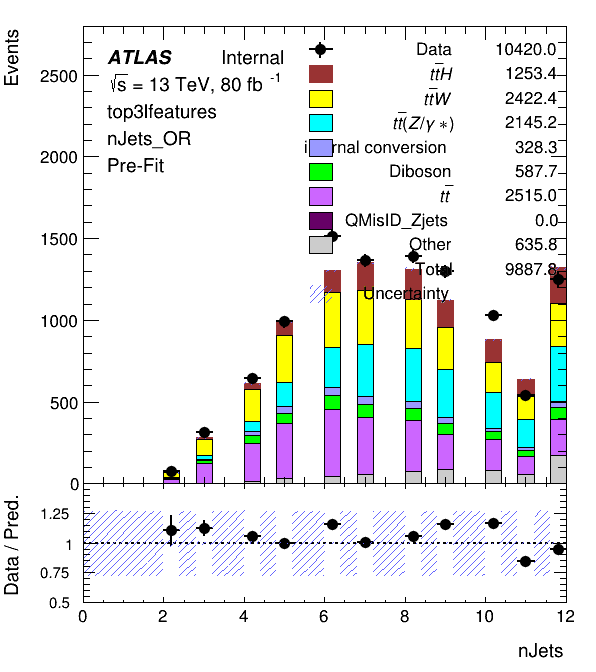 Events
ATLAS Internal
√s = 13 TeV, 80 fb -1
top3lfeatures
nJets_OR
Pre-Fit
Data 10420.0
tt̄H 1253.4
tt̄W 2422.4
tt̄(Z/γ∗) 2145.2
internal conversion 328.3
Diboson 587.7
tt̄ 2515.0
QMisID_Zjets 0.0
Other 635.8
Total 9887.8
Uncertainty
2500
2000
1500
1000
500
0
Data / Pred.
1.25
1
0.75
0.5
0 2 4 6 8 10 12
nJets